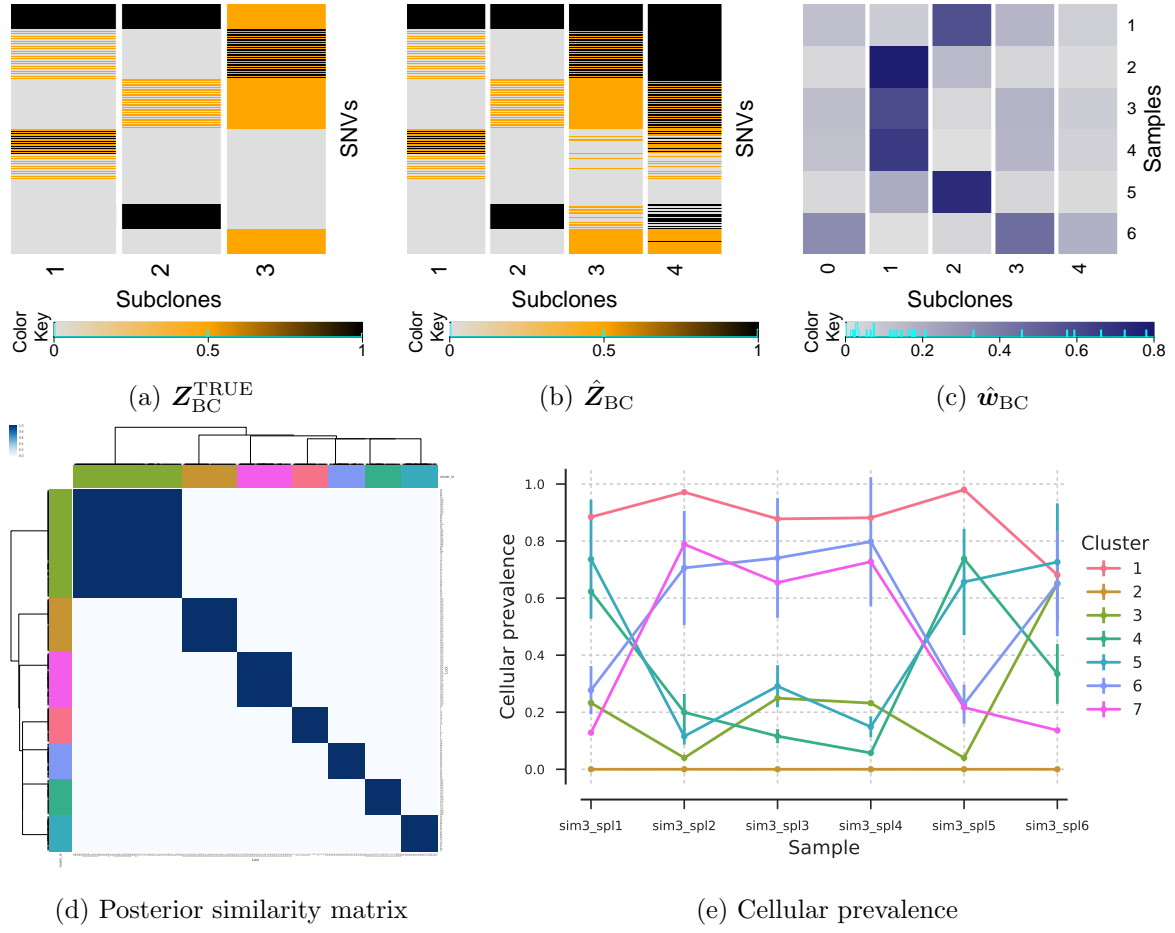 SNVs
1 2 3
Subclones
Color Key
0 0.5 1
(a) Z_BC^TRUE
SNVs
1 2 3 4
Subclones
Color Key
0 0.5 1
(b) Ẑ_BC
1
2
3
4
5
6
Samples
0 1 2 3 4
Subclones
Color Key
0 0.2 0.4 0.6 0.8
(c) ŵ_BC
(d) Posterior similarity matrix
Cellular prevalence
1.0
0.8
0.6
0.4
0.2
0.0
sim3_spl1 sim3_spl2 sim3_spl3 sim3_spl4 sim3_spl5 sim3_spl6
Sample
Cluster
1
2
3
4
5
6
7
(e) Cellular prevalence